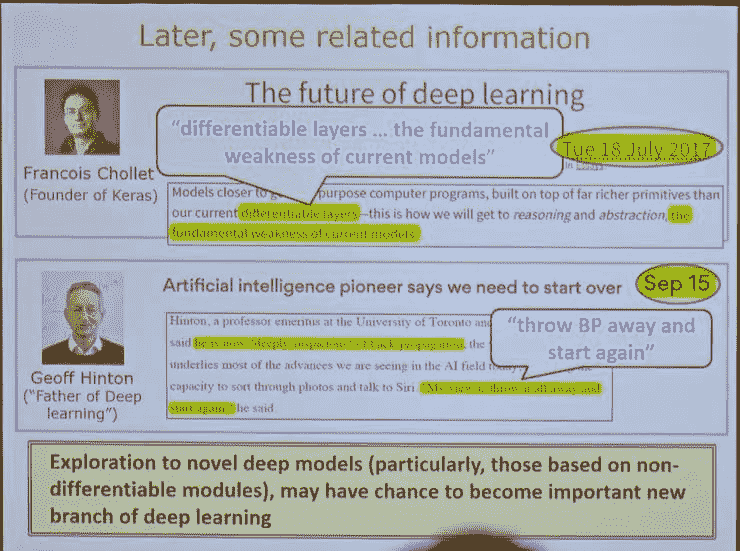 Later, some related information
The future of deep learning
"differentiable layers ... the fundamental
weakness of current models"
Tue 18 July 2017
Francois Chollet
(Founder of Keras)
Models closer to purpose computer programs, built on top of far richer primitives than
our current differentiable layers—this is how we will get to reasoning and abstraction, the
fundamental weakness of current models.
Artificial intelligence pioneer says we need to start over
Sep 15
Geoff Hinton
("Father of Deep
learning")
Hinton, a professor emeritus at the University of Toronto and
said he is now "deeply suspicious" of back-propagation, the
underlies most of the advances we are seeing in the AI field the
capacity to sort through photos and talk to Siri. "My view is throw it all away and
start again," he said.
"throw BP away and
start again"
Exploration to novel deep models (particularly, those based on non-
differentiable modules), may have chance to become important new
branch of deep learning